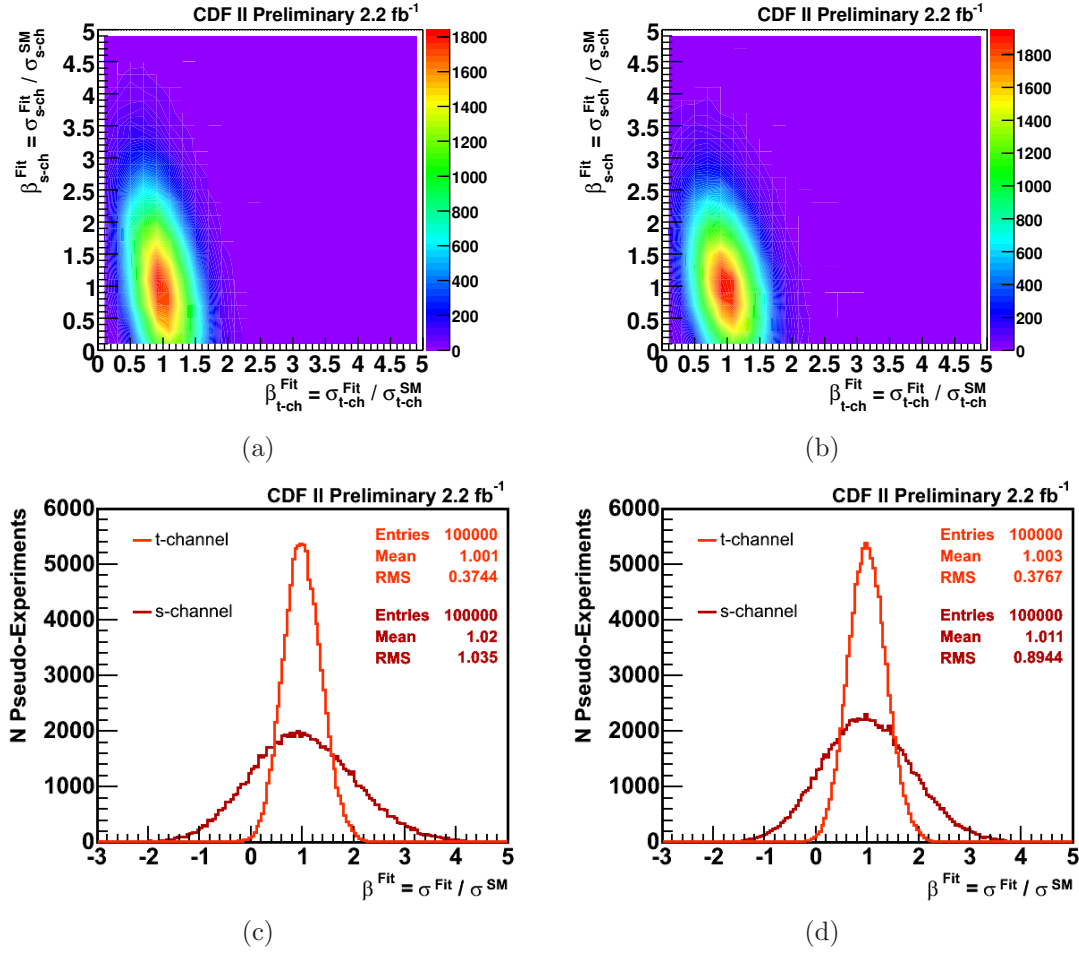 CDF II Preliminary 2.2 fb⁻¹
β^Fit_s-ch = σ^Fit_s-ch / σ^SM_s-ch
5
4.5
4
3.5
3
2.5
2
1.5
1
0.5
0
0 0.5 1 1.5 2 2.5 3 3.5 4 4.5 5
β^Fit_t-ch = σ^Fit_t-ch / σ^SM_t-ch
1800
1600
1400
1200
1000
800
600
400
200
0
(a)
CDF II Preliminary 2.2 fb⁻¹
β^Fit_s-ch = σ^Fit_s-ch / σ^SM_s-ch
5
4.5
4
3.5
3
2.5
2
1.5
1
0.5
0
0 0.5 1 1.5 2 2.5 3 3.5 4 4.5 5
β^Fit_t-ch = σ^Fit_t-ch / σ^SM_t-ch
1800
1600
1400
1200
1000
800
600
400
200
0
(b)
CDF II Preliminary 2.2 fb⁻¹
N Pseudo-Experiments
6000
5000
4000
3000
2000
1000
0
t-channel
s-channel
Entries 100000
Mean 1.001
RMS 0.3744
Entries 100000
Mean 1.02
RMS 1.035
-3 -2 -1 0 1 2 3 4 5
β^Fit = σ^Fit / σ^SM
(c)
CDF II Preliminary 2.2 fb⁻¹
N Pseudo-Experiments
6000
5000
4000
3000
2000
1000
0
t-channel
s-channel
Entries 100000
Mean 1.003
RMS 0.3767
Entries 100000
Mean 1.011
RMS 0.8944
-3 -2 -1 0 1 2 3 4 5
β^Fit = σ^Fit / σ^SM
(d)